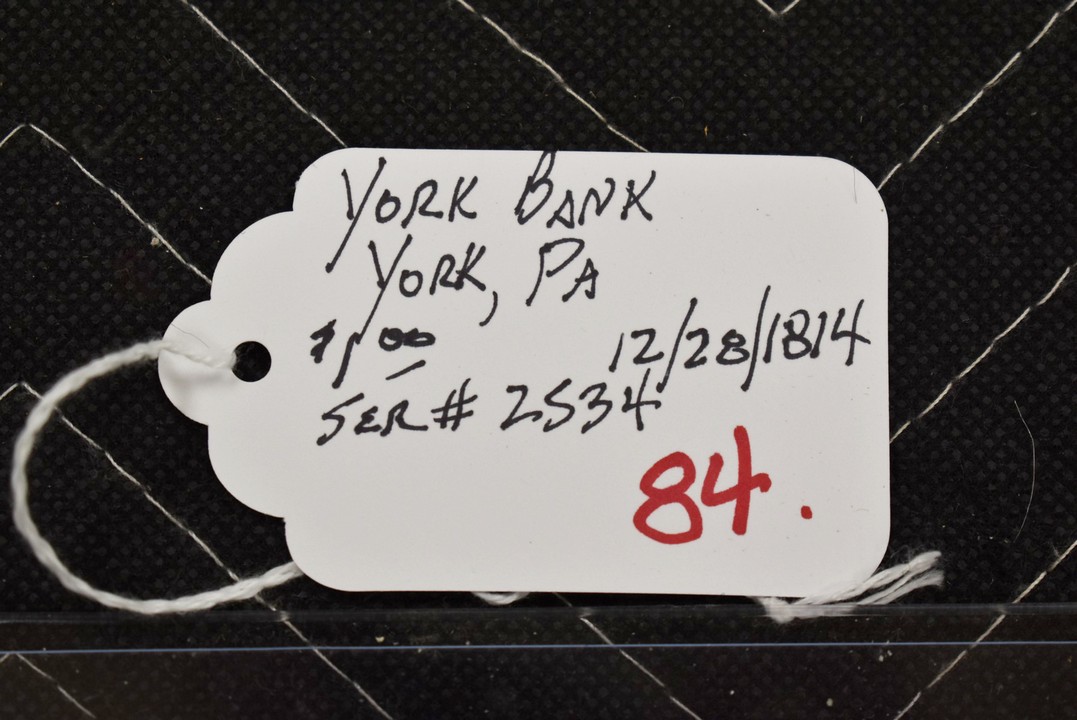 YORK BANK
YORK, PA
$1.00 12/28/1814
SER# 2534
84.